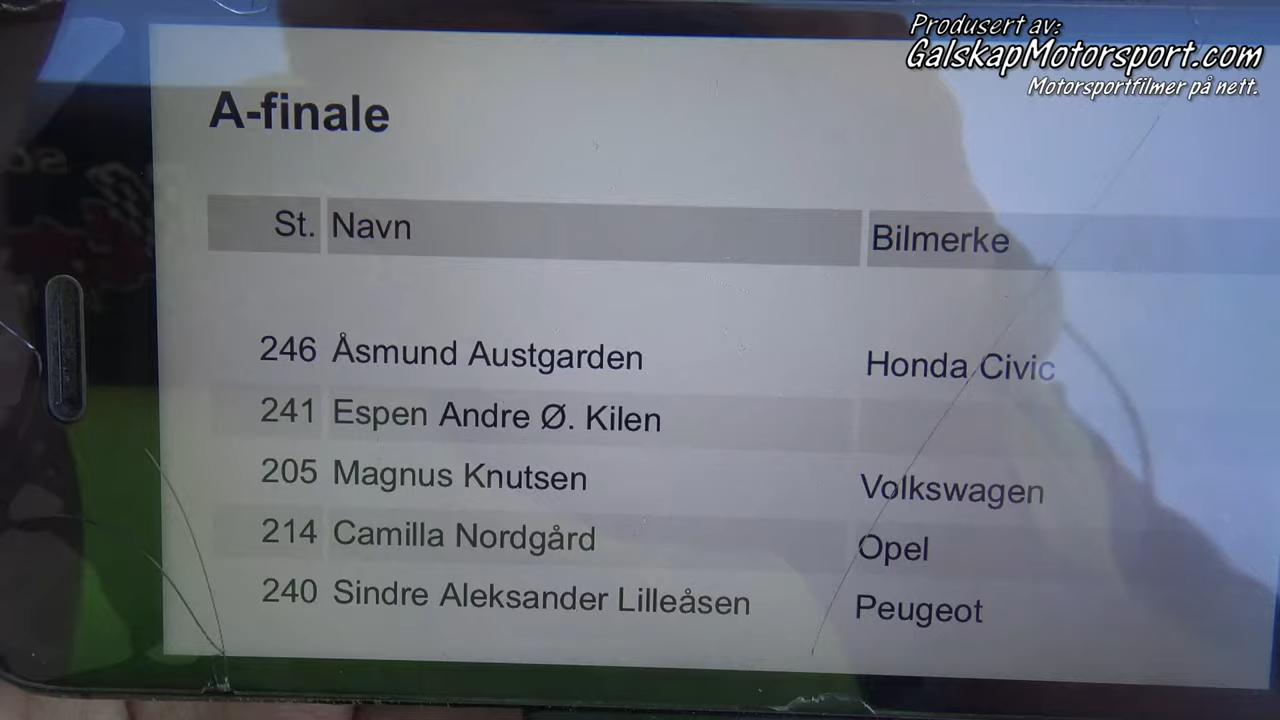 Produsert av:
GalskapMotorsport.com
Motorsportfilmer på nett.
A-finale
St. Navn Bilmerke
246 Åsmund Austgarden Honda Civic
241 Espen Andre Ø. Kilen
205 Magnus Knutsen Volkswagen
214 Camilla Nordgård Opel
240 Sindre Aleksander Lilleåsen Peugeot